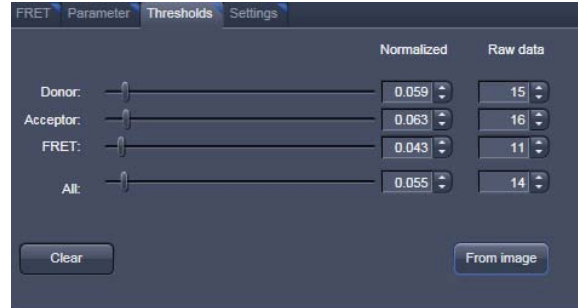 FRET Parameter Thresholds Settings
Normalized Raw data
Donor: 0.059 15
Acceptor: 0.063 16
FRET: 0.043 11
All: 0.055 14
Clear From image